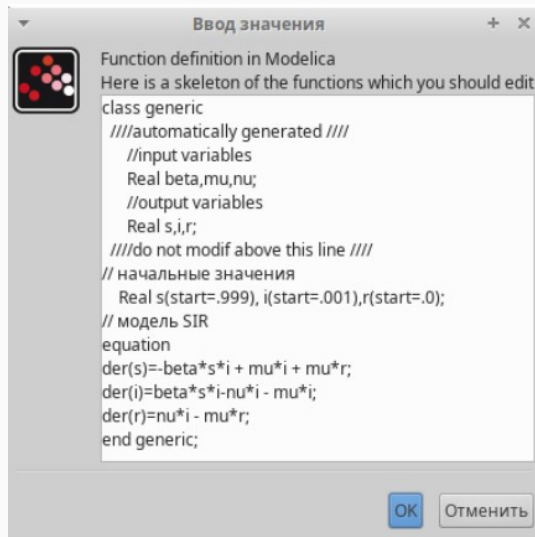 Ввод значения
Function definition in Modelica
Here is a skeleton of the functions which you should edit
class generic
////automatically generated ////
//input variables
Real beta,mu,nu;
//output variables
Real s,i,r;
////do not modif above this line ////
// начальные значения
Real s(start=.999), i(start=.001),r(start=.0);
// модель SIR
equation
der(s)=-beta*s*i + mu*i + mu*r;
der(i)=beta*s*i-nu*i - mu*i;
der(r)=nu*i - mu*r;
end generic;
OK Отменить